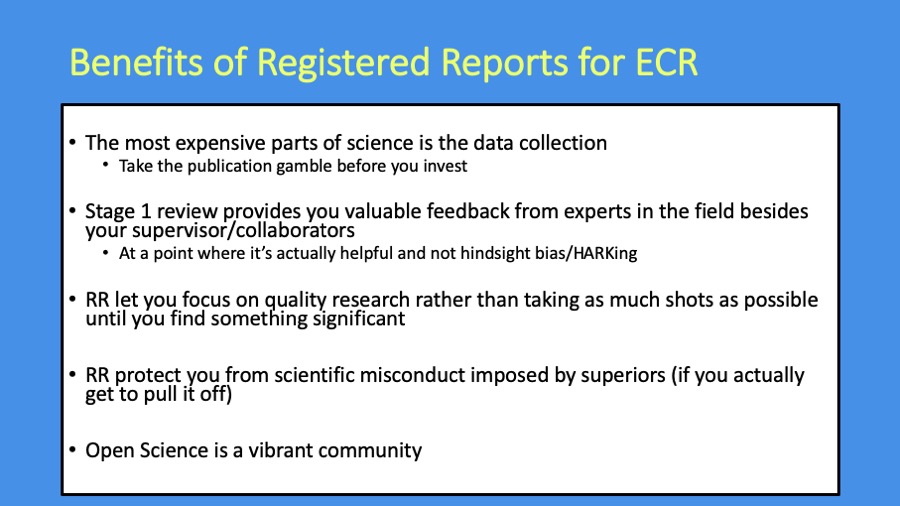 Benefits of Registered Reports for ECR
• The most expensive parts of science is the data collection
• Take the publication gamble before you invest
• Stage 1 review provides you valuable feedback from experts in the field besides
your supervisor/collaborators
• At a point where it's actually helpful and not hindsight bias/HARKing
• RR let you focus on quality research rather than taking as much shots as possible
until you find something significant
• RR protect you from scientific misconduct imposed by superiors (if you actually
get to pull it off)
• Open Science is a vibrant community